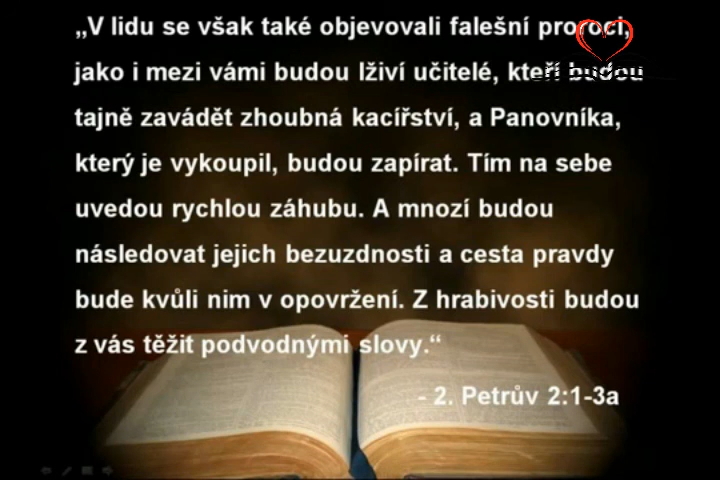 „V lidu se však také objevovali falešní proroci,
jako i mezi vámi budou lživí učitelé, kteří budou
tajně zavádět zhoubná kacířství, a Panovníka,
který je vykoupil, budou zapírat. Tím na sebe
uvedou rychlou záhubu. A mnozí budou
následovat jejich bezuzdnosti a cesta pravdy
bude kvůli nim v opovržení. Z hrabivosti budou
z vás těžit podvodnými slovy.“
- 2. Petrův 2:1-3a